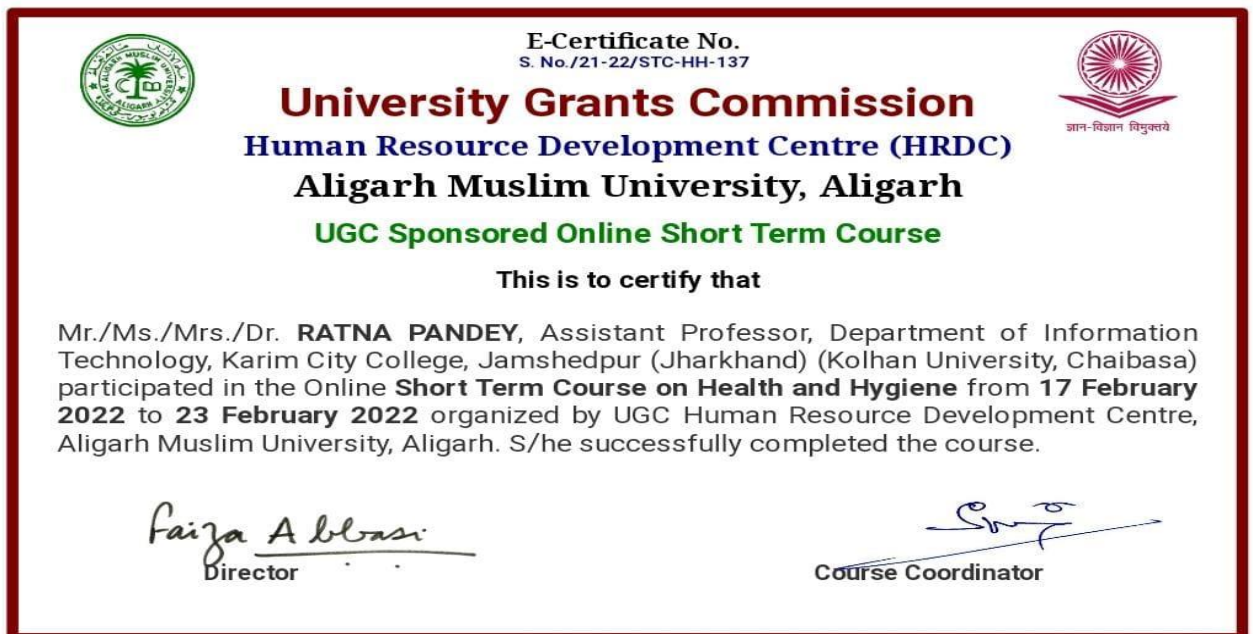 E-Certificate No.
S. No./21-22/STC-HH-137
University Grants Commission
Human Resource Development Centre (HRDC)
Aligarh Muslim University, Aligarh
ज्ञान-विज्ञान विमुक्तये
UGC Sponsored Online Short Term Course
This is to certify that
Mr./Ms./Mrs./Dr. RATNA PANDEY, Assistant Professor, Department of Information
Technology, Karim City College, Jamshedpur (Jharkhand) (Kolhan University, Chaibasa)
participated in the Online Short Term Course on Health and Hygiene from 17 February
2022 to 23 February 2022 organized by UGC Human Resource Development Centre,
Aligarh Muslim University, Aligarh. S/he successfully completed the course.
Faiza Abbasi
Director
Course Coordinator